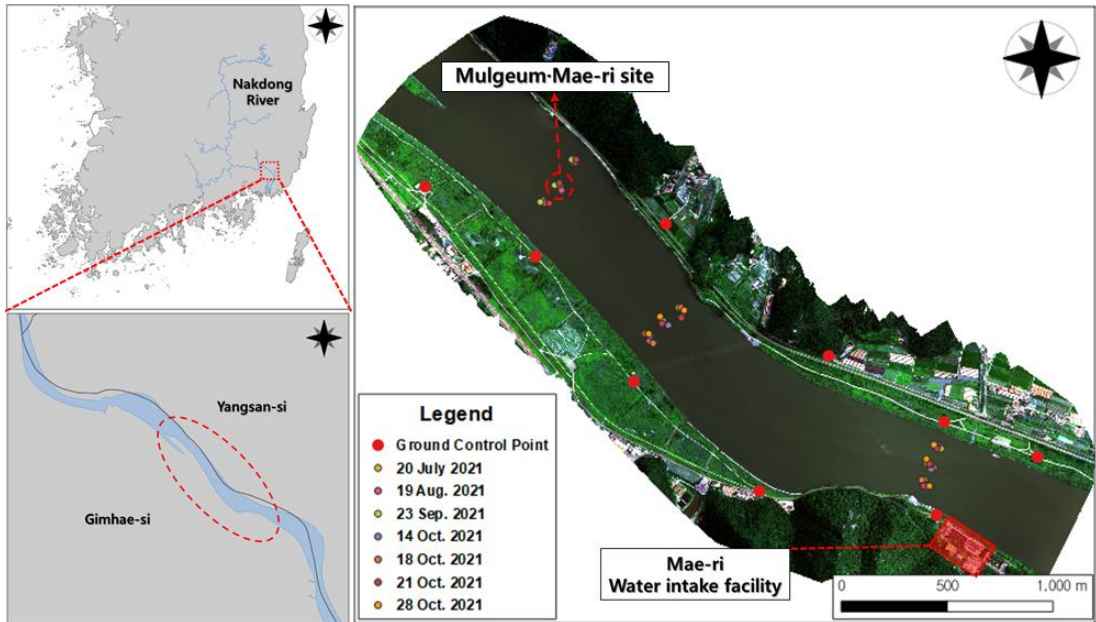 Nakdong
River
Yangsan-si
Gimhae-si
Mulgeum·Mae-ri site
Legend
Ground Control Point
20 July 2021
19 Aug. 2021
23 Sep. 2021
14 Oct. 2021
18 Oct. 2021
21 Oct. 2021
28 Oct. 2021
Mae-ri
Water intake facility
0 500 1,000 m